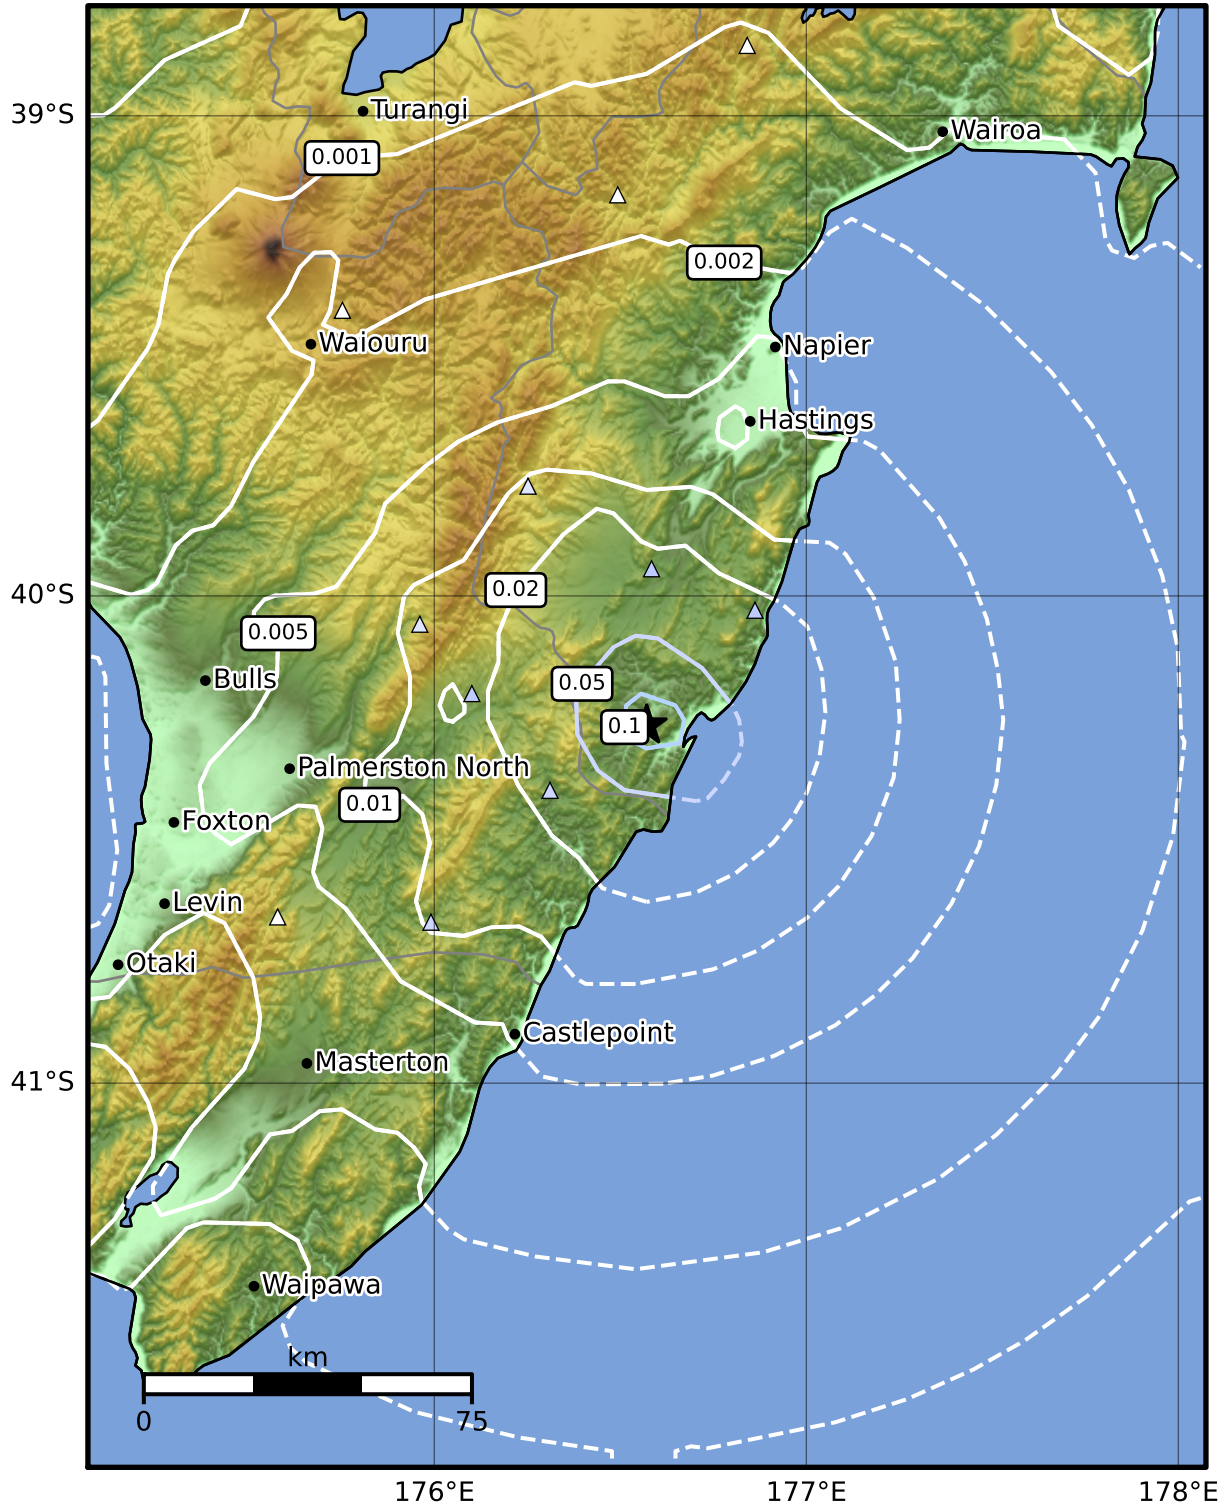 39°S
Turangi
Wairoa
0.001
0.002
Waiouru
Napier
Hastings
40°S
0.02
0.005
Bulls
0.05
0.1
Palmerston North
0.01
Foxton
Levin
Otaki
Castlepoint
Masterton
41°S
Waipawa
km
0
75
176°E
177°E
178°E